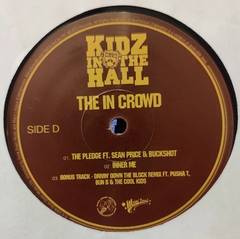 KIDZ
IN THE
HALL
THE IN CROWD
SIDE D
01. THE PLEDGE FT. SEAN PRICE & BUCKSHOT
02. INNER ME
03. BONUS TRACK - DRIVIN' DOWN THE BLOCK REMIX FT. PUSHA T,
BUN B & THE COOL KIDS